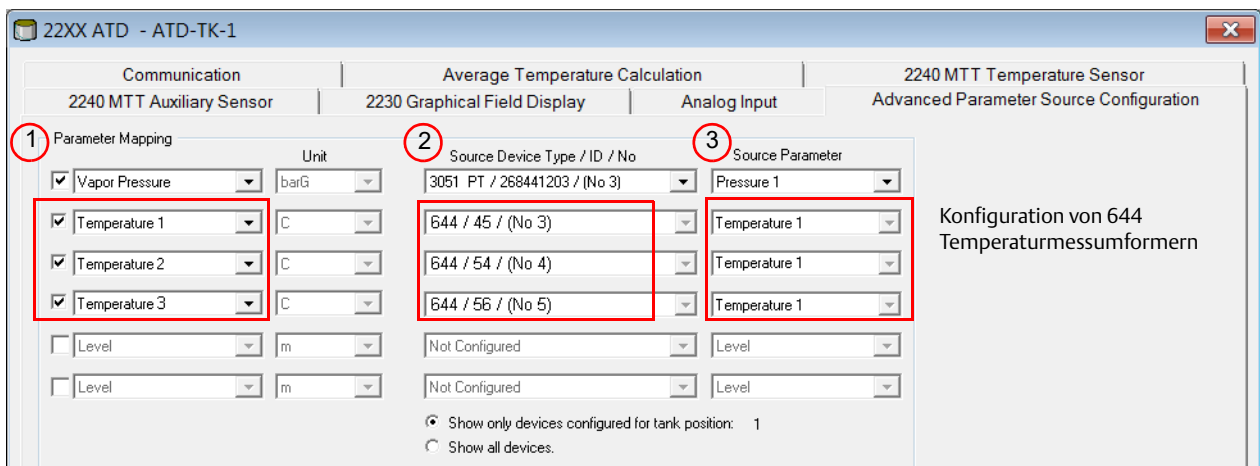 22XX ATD - ATD-TK-1
Communication Average Temperature Calculation 2240 MTT Temperature Sensor
2240 MTT Auxiliary Sensor 2230 Graphical Field Display Analog Input Advanced Parameter Source Configuration
1 Parameter Mapping 2 3
Unit Source Device Type / ID / No Source Parameter
Vapor Pressure barG 3051 PT / 268441203 / (No 3) Pressure 1
Temperature 1 C 644 / 45 / (No 3) Temperature 1
Temperature 2 C 644 / 54 / (No 4) Temperature 1
Temperature 3 C 644 / 56 / (No 5) Temperature 1
Level m Not Configured Level
Level m Not Configured Level
Show only devices configured for tank position: 1
Show all devices.
Konfiguration von 644
Temperaturmessumformern